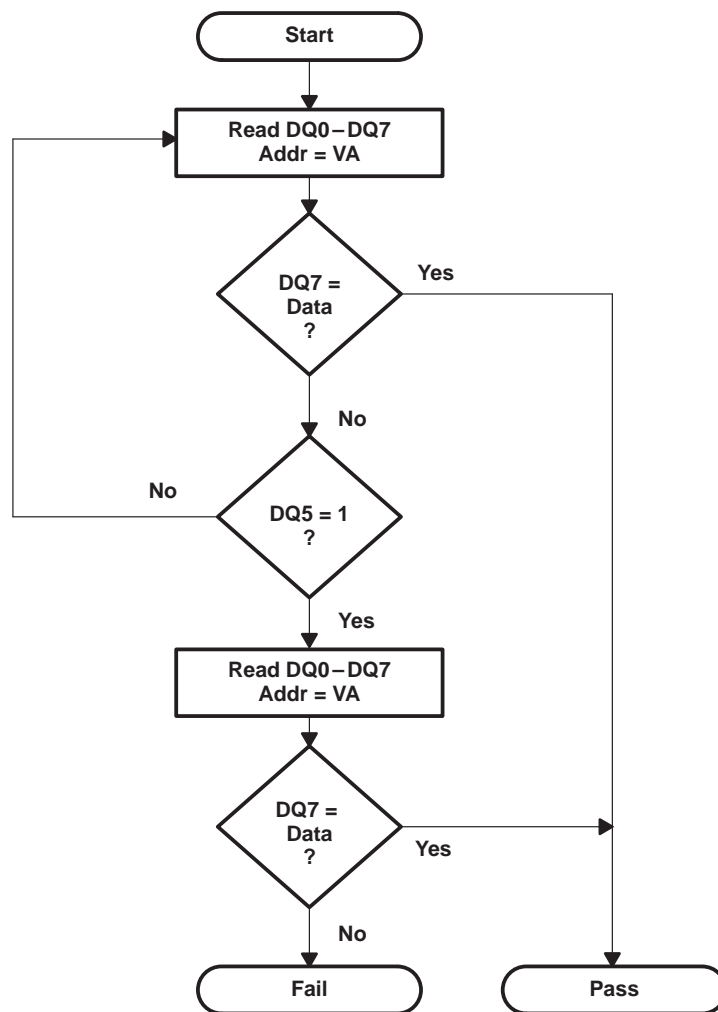 Start
Read DQ0–DQ7
Addr = VA
Yes
DQ7 =
Data
?
No
No
DQ5 = 1
?
Yes
Read DQ0–DQ7
Addr = VA
DQ7 =
Data
?
Yes
No
Fail
Pass